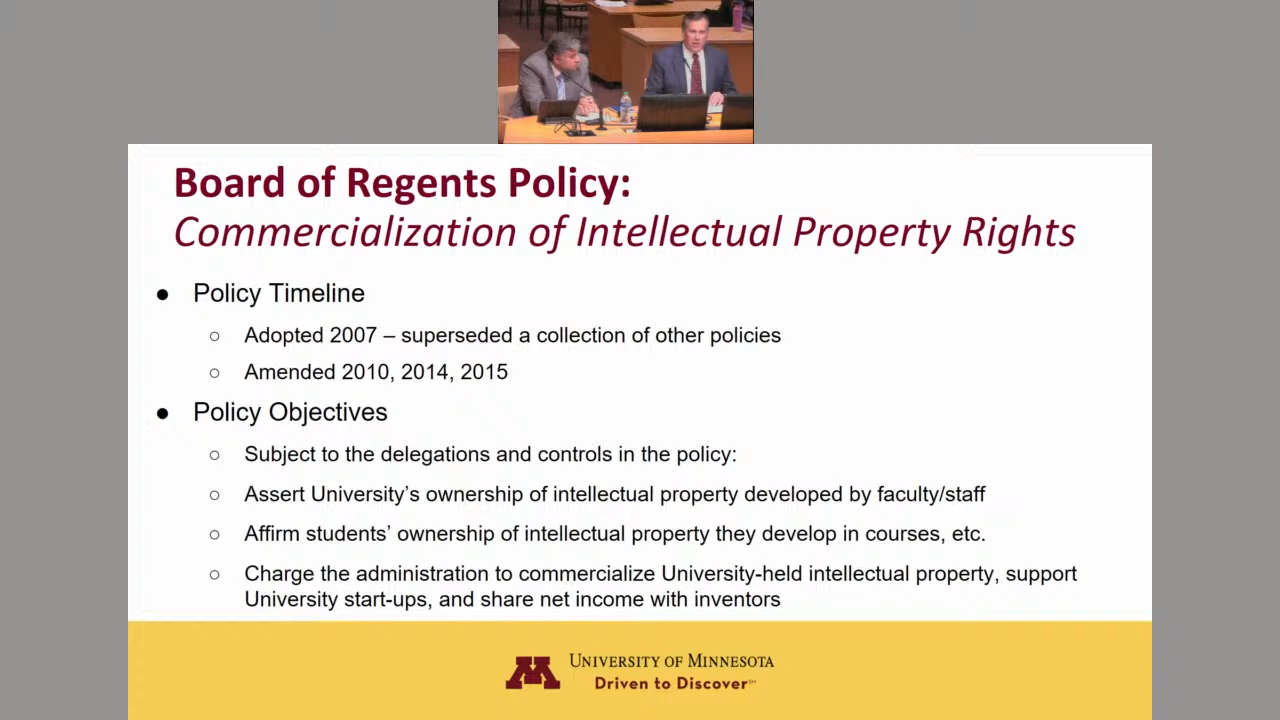 Board of Regents Policy:
Commercialization of Intellectual Property Rights
● Policy Timeline
○ Adopted 2007 – superseded a collection of other policies
○ Amended 2010, 2014, 2015
● Policy Objectives
○ Subject to the delegations and controls in the policy:
○ Assert University’s ownership of intellectual property developed by faculty/staff
○ Affirm students’ ownership of intellectual property they develop in courses, etc.
○ Charge the administration to commercialize University-held intellectual property, support
University start-ups, and share net income with inventors
M
UNIVERSITY OF MINNESOTA
Driven to Discover℠